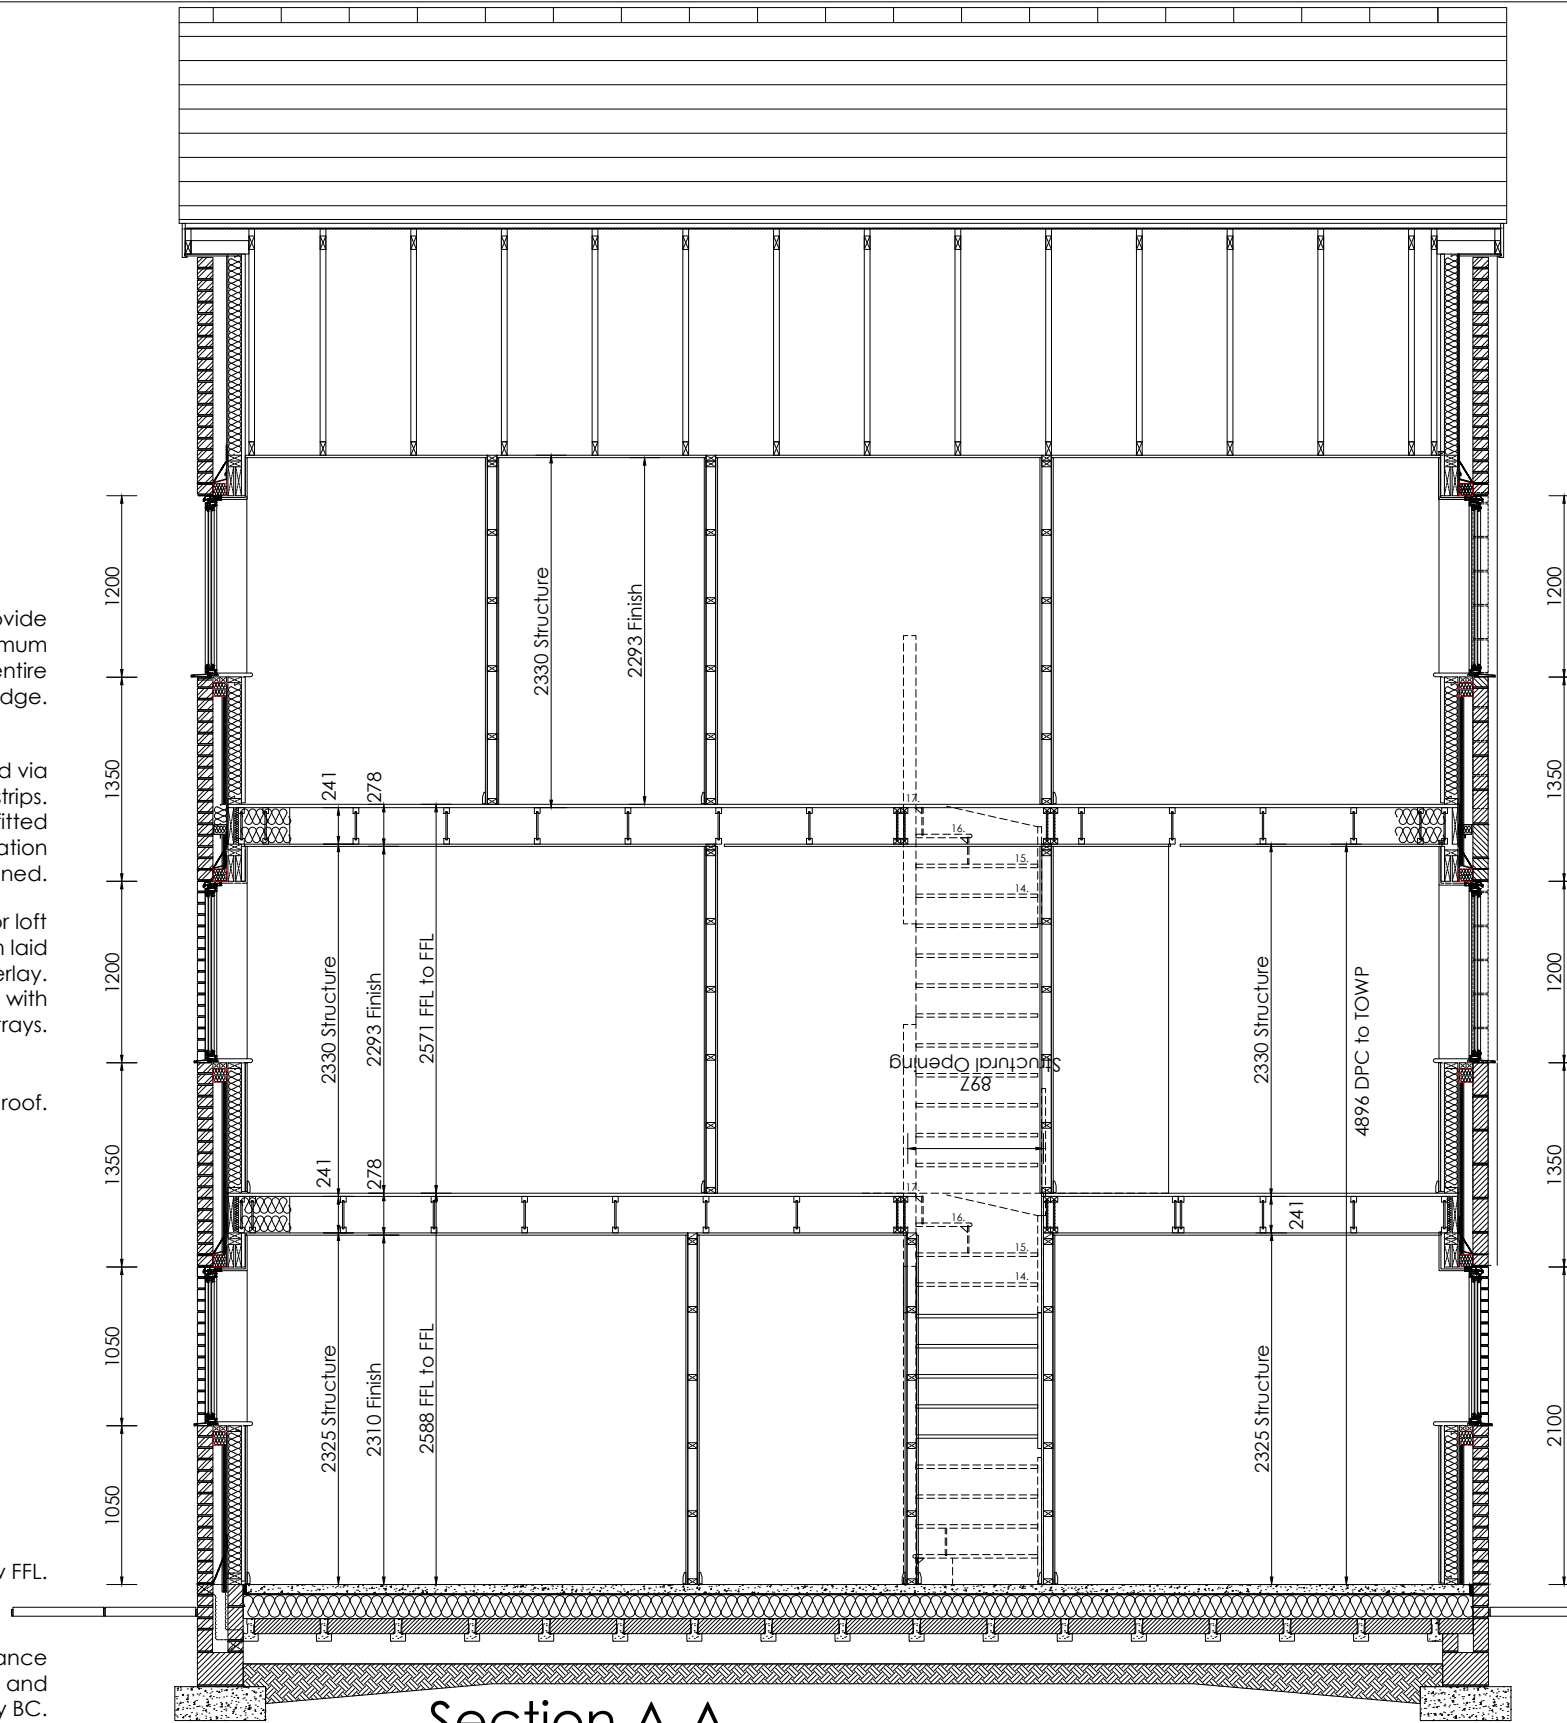 ovide
mum
entire
dge.
d via
strips.
fitted
ation
ned.
or loft
n laid
erlay.
with
trays.
roof.
y FFL.
ance
and
y BC.
1200
1350
1200
1350
1050
1050
2330 Structure
2293 Finish
241
278
2330 Structure
2293 Finish
2571 FFL to FFL
241
278
2325 Structure
2310 Finish
2588 FFL to FFL
17.
16.
15.
14.
Structural Opening
897
17.
16.
15.
14.
2330 Structure
4896 DPC to TOWP
241
2325 Structure
1200
1350
1200
1350
2100
Section A-A